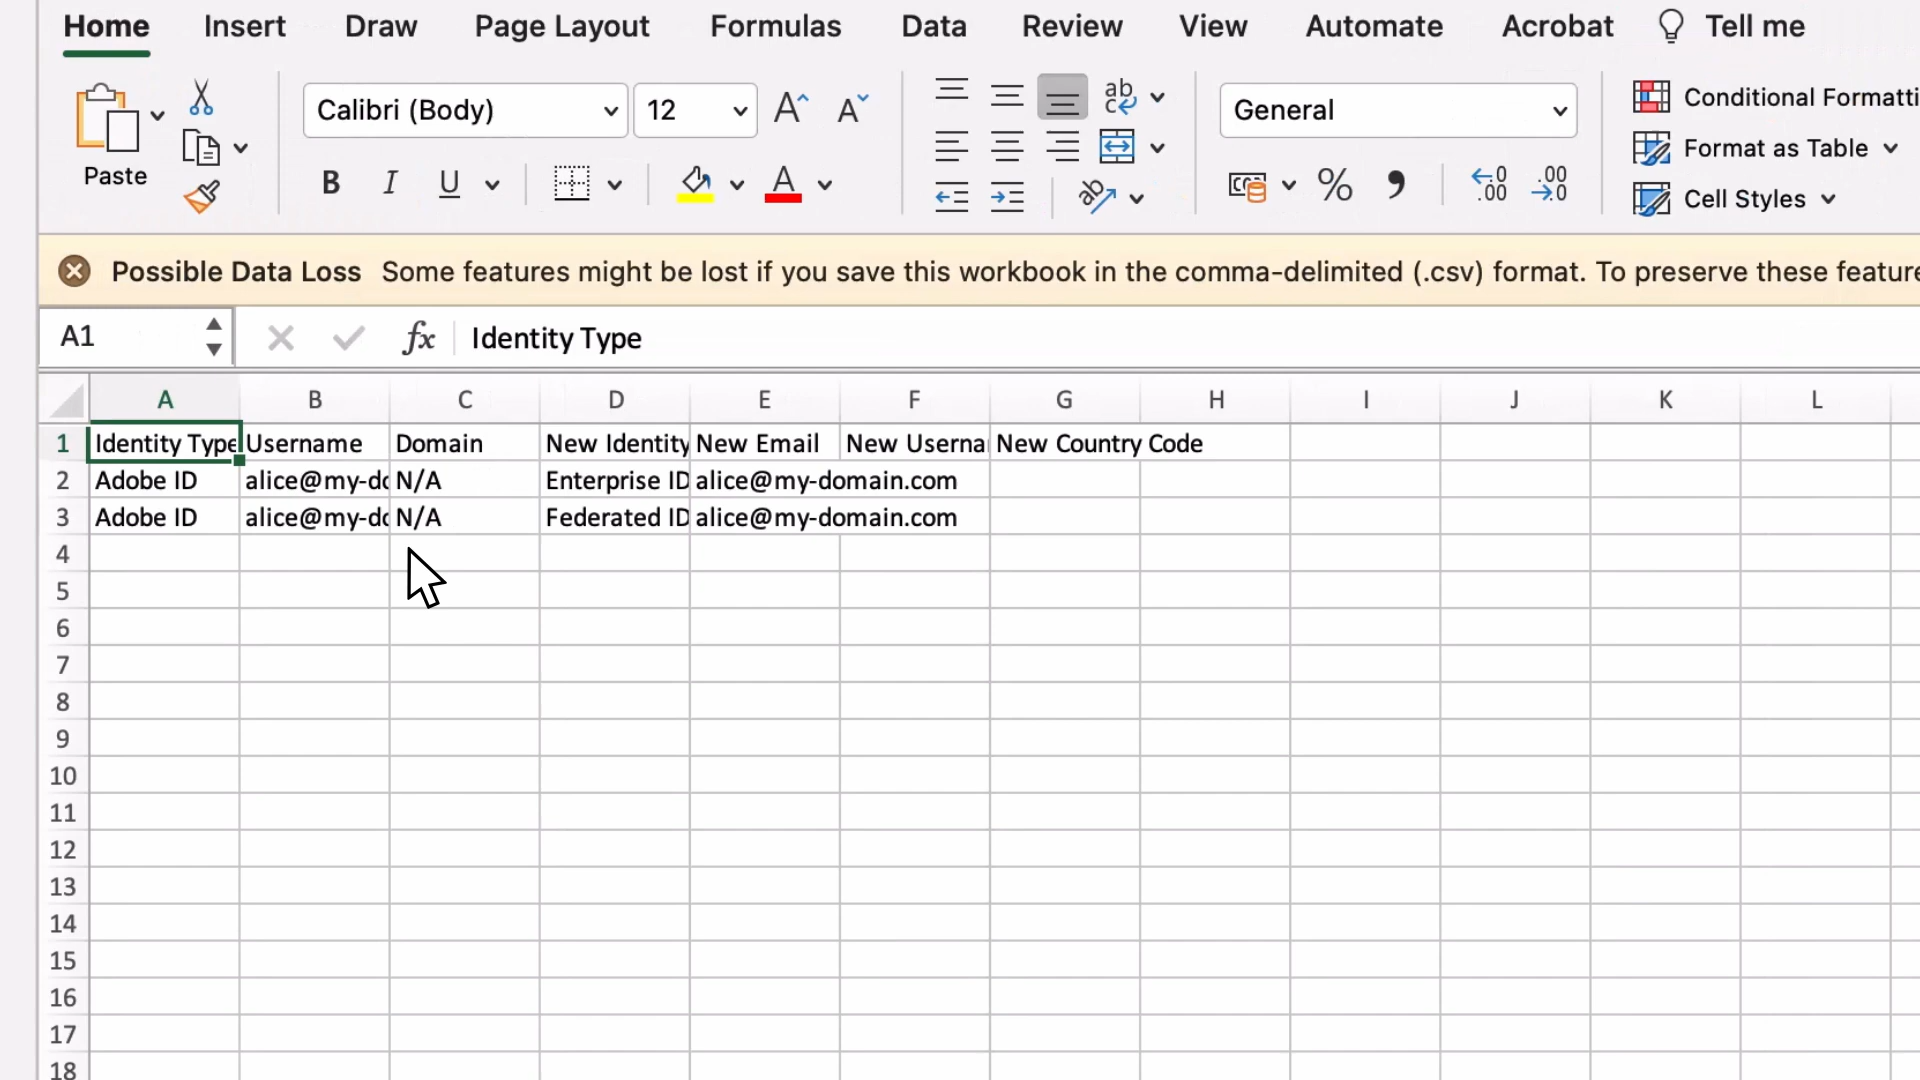 Home Insert Draw Page Layout Formulas Data Review View Automate Acrobat Tell me
Paste
Calibri (Body) 12
B I U A
ab
c
General
% 9 .00 .00
Conditional Formatti
Format as Table
Cell Styles
Possible Data Loss Some features might be lost if you save this workbook in the comma-delimited (.csv) format. To preserve these feature
A1 fx Identity Type
A B C D E F G H I J K L
1 Identity Type Username Domain New Identity New Email New Userna New Country Code
2 Adobe ID alice@my-do N/A Enterprise ID alice@my-domain.com
3 Adobe ID alice@my-do N/A Federated ID alice@my-domain.com
4
5
6
7
8
9
10
11
12
13
14
15
16
17
18